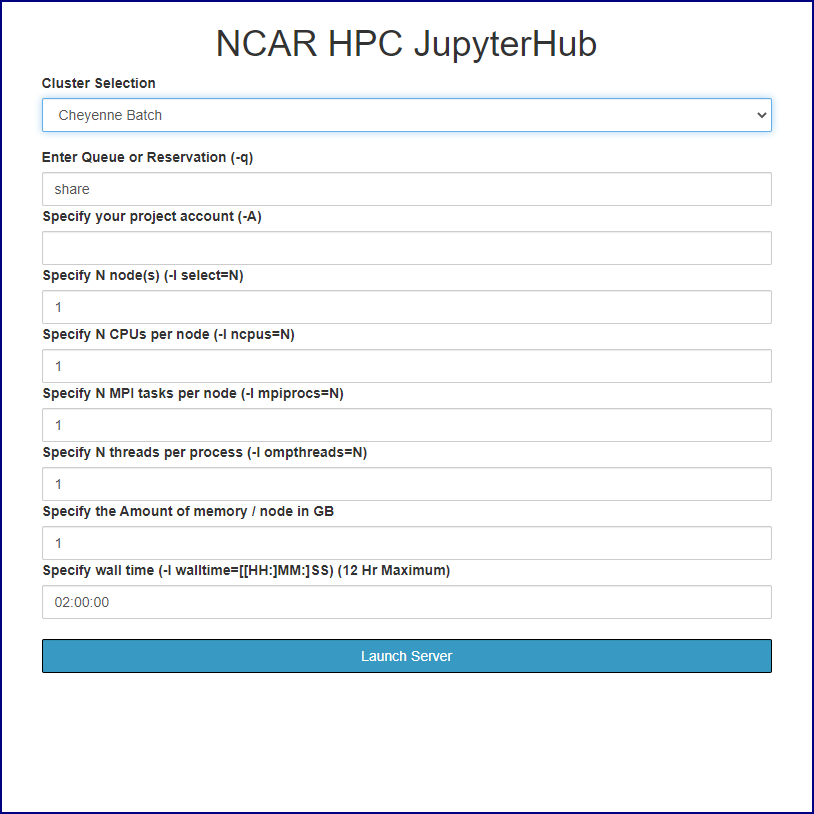 NCAR HPC JupyterHub
Cluster Selection
Cheyenne Batch
Enter Queue or Reservation (-q)
share
Specify your project account (-A)
Specify N node(s) (-l select=N)
1
Specify N CPUs per node (-l ncpus=N)
1
Specify N MPI tasks per node (-l mpiprocs=N)
1
Specify N threads per process (-l ompthreads=N)
1
Specify the Amount of memory / node in GB
1
Specify wall time (-l walltime=[[HH:]MM:]SS) (12 Hr Maximum)
02:00:00
Launch Server